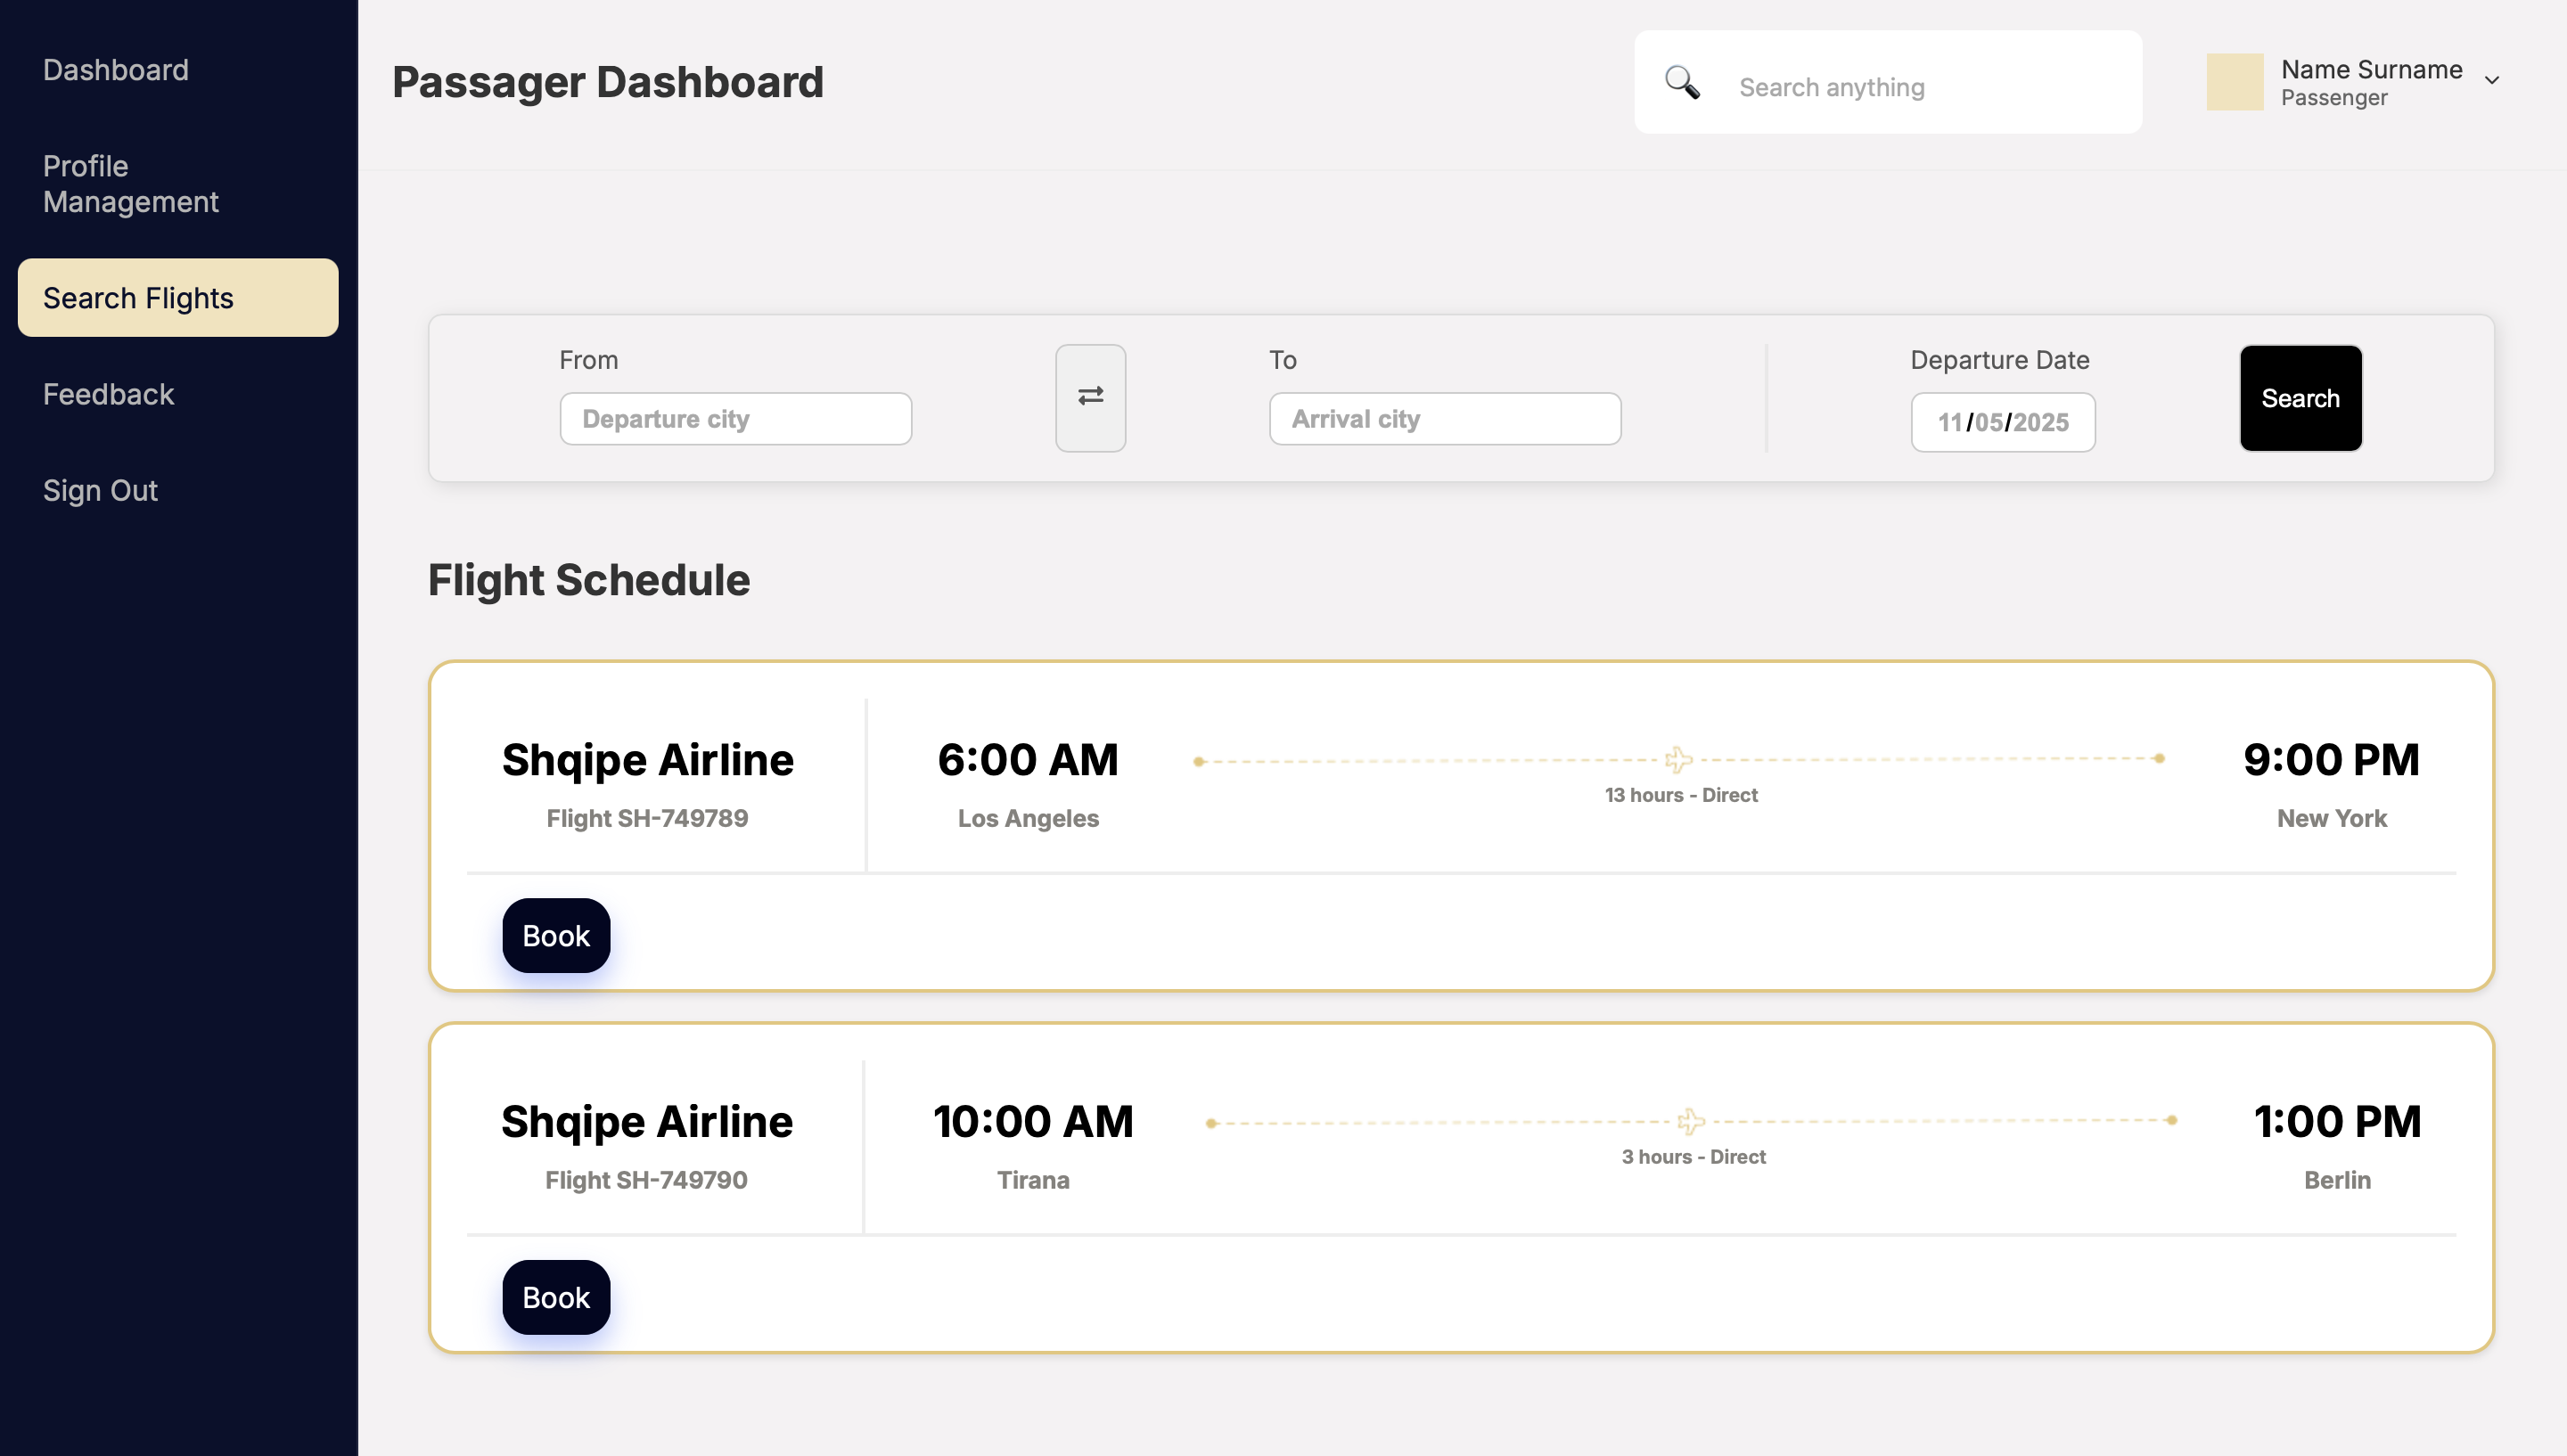 Dashboard
Profile
Management
Search Flights
Feedback
Sign Out
Passager Dashboard
Search anything
Name Surname
Passenger
From
Departure city
To
Arrival city
Departure Date
11/05/2025
Search
Flight Schedule
Shqipe Airline
Flight SH-749789
6:00 AM
Los Angeles
13 hours - Direct
9:00 PM
New York
Book
Shqipe Airline
Flight SH-749790
10:00 AM
Tirana
3 hours - Direct
1:00 PM
Berlin
Book